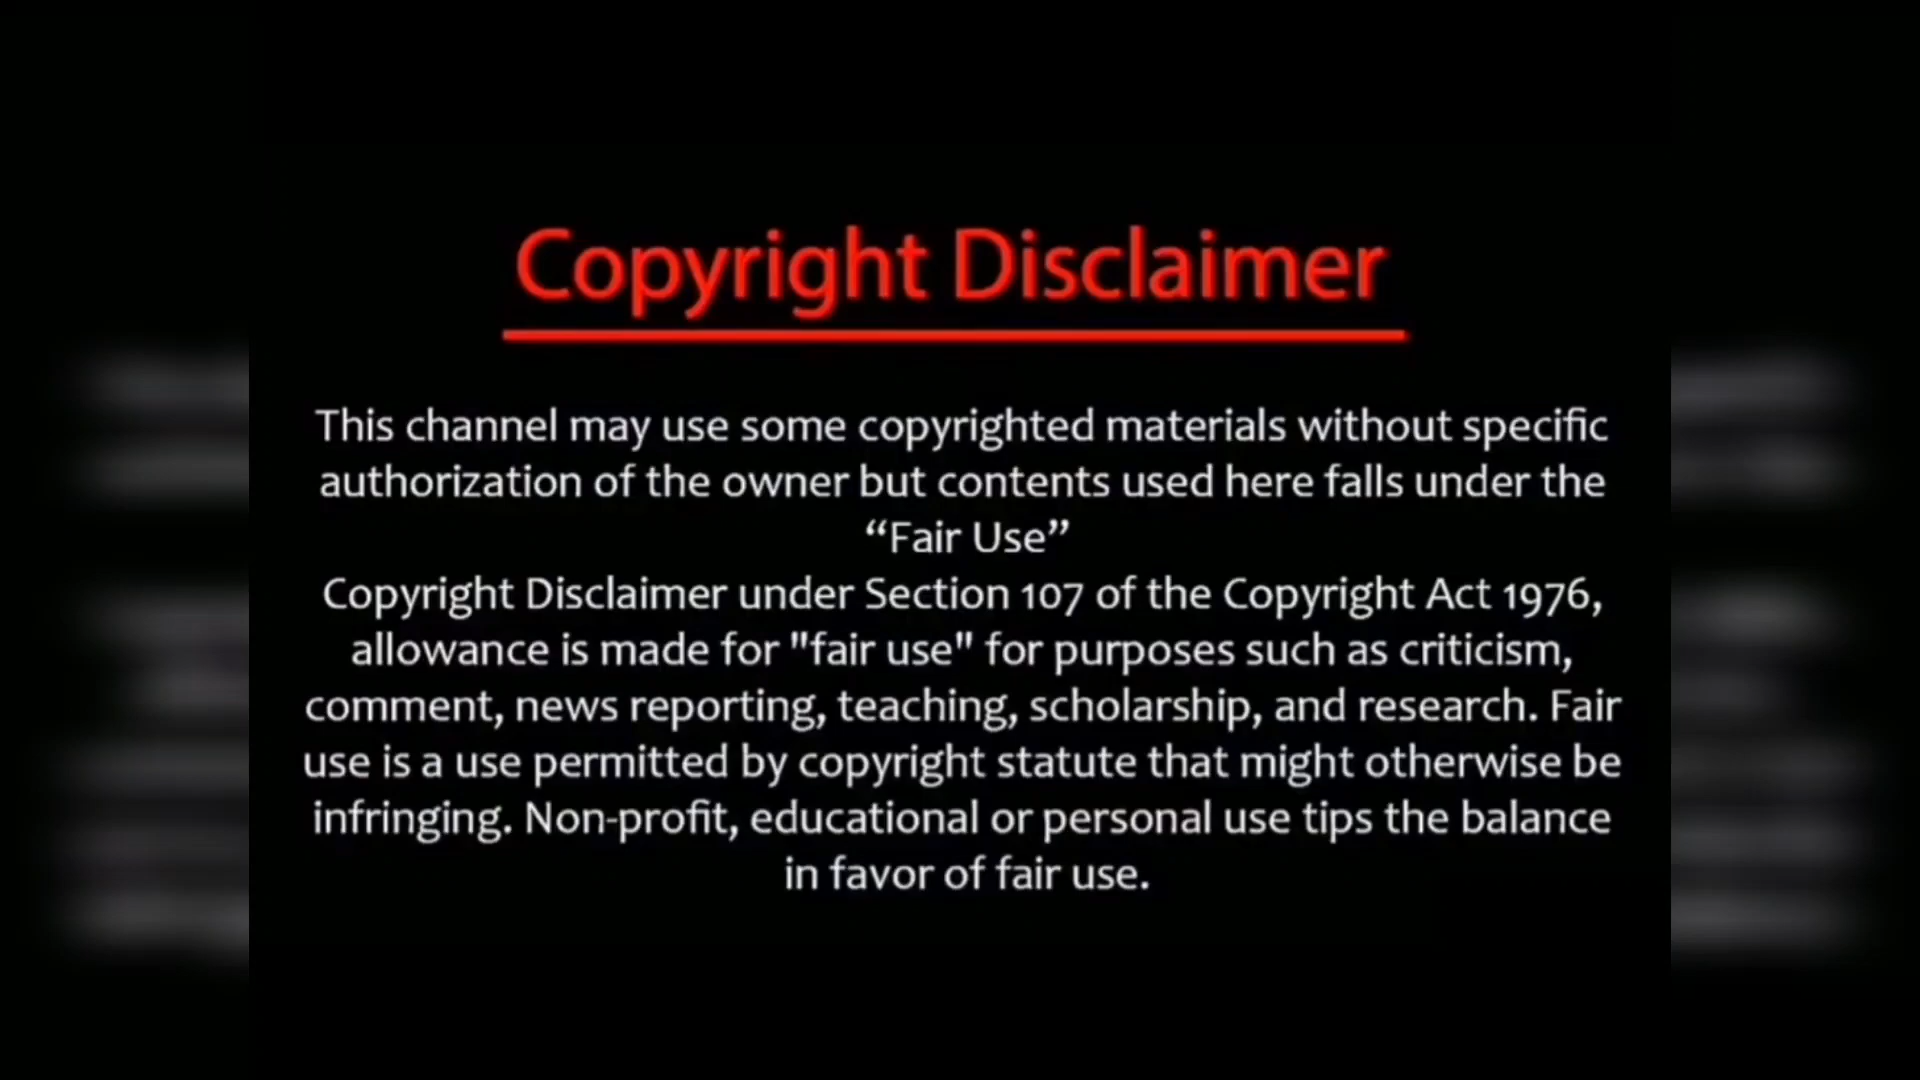 Copyright Disclaimer
This channel may use some copyrighted materials without specific
authorization of the owner but contents used here falls under the
“Fair Use”
Copyright Disclaimer under Section 107 of the Copyright Act 1976,
allowance is made for "fair use" for purposes such as criticism,
comment, news reporting, teaching, scholarship, and research. Fair
use is a use permitted by copyright statute that might otherwise be
infringing. Non-profit, educational or personal use tips the balance
in favor of fair use.